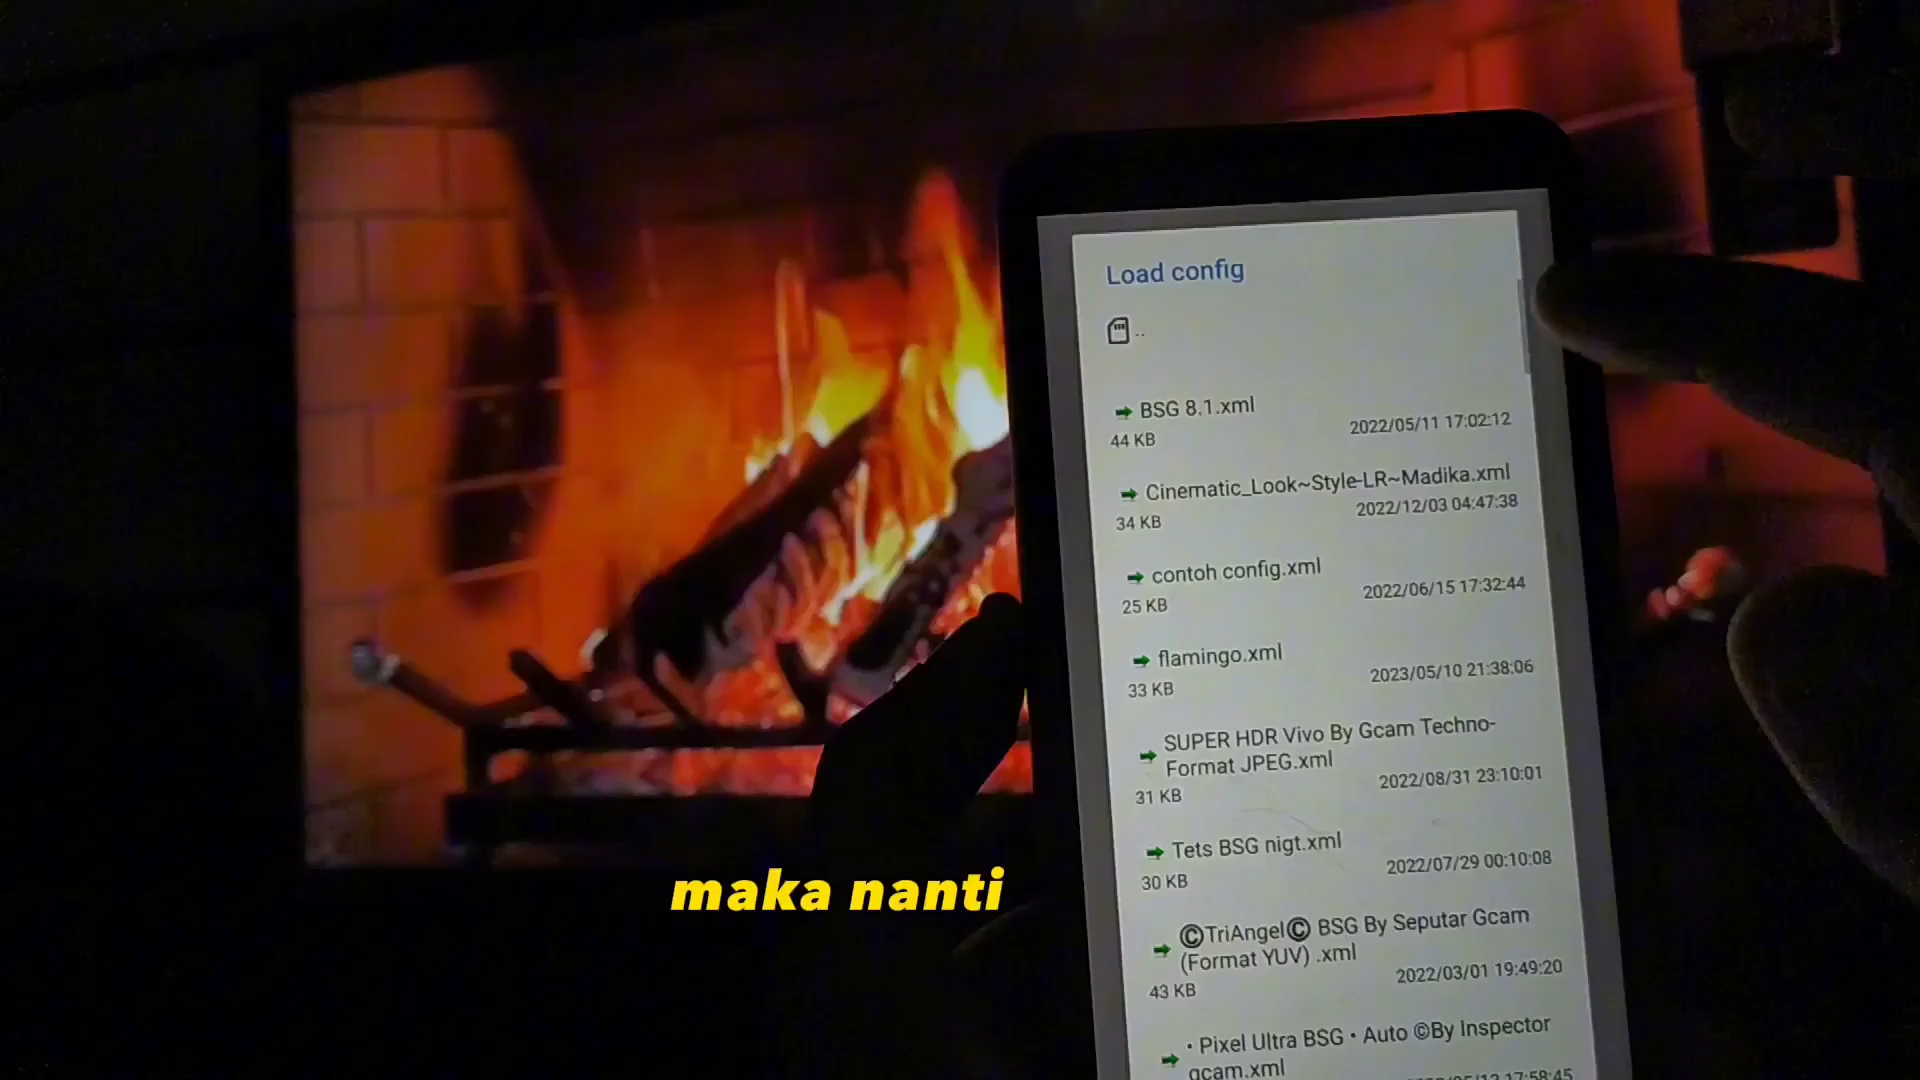 Load config
..
BSG 8.1.xml
44 KB
2022/05/11 17:02:12
Cinematic_Look~Style-LR~Madika.xml
34 KB
2022/12/03 04:47:38
contoh config.xml
25 KB
2022/06/15 17:32:44
flamingo.xml
33 KB
2023/05/10 21:38:06
SUPER HDR Vivo By Gcam Techno-
Format JPEG.xml
31 KB
2022/08/31 23:10:01
Tets BSG nigt.xml
30 KB
2022/07/29 00:10:08
©TriAngel© BSG By Seputar Gcam
(Format YUV) .xml
43 KB
2022/03/01 19:49:20
• Pixel Ultra BSG • Auto ©By Inspector
gcam.xml
17:58:45
maka nanti